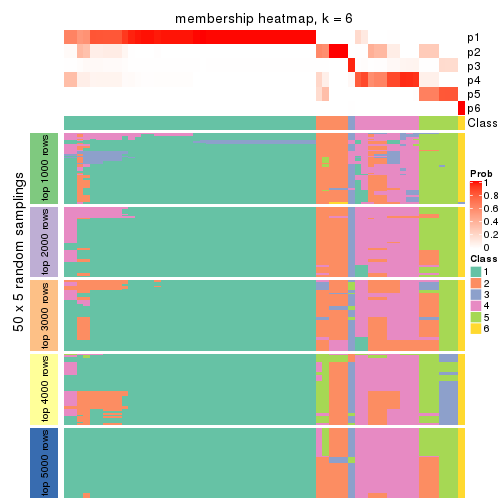 membership heatmap, k = 6
p1
p2
p3
p4
p5
p6
Class
50 x 5 random samplings
top 1000 rows
top 2000 rows
top 3000 rows
top 4000 rows
top 5000 rows
Prob
1
0.8
0.6
0.4
0.2
0
Class
1
2
3
4
5
6